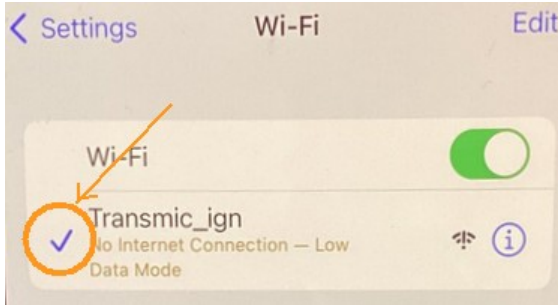 Settings
Wi-Fi
Edit
Wi-Fi
Transmic_ign
No Internet Connection — Low
Data Mode